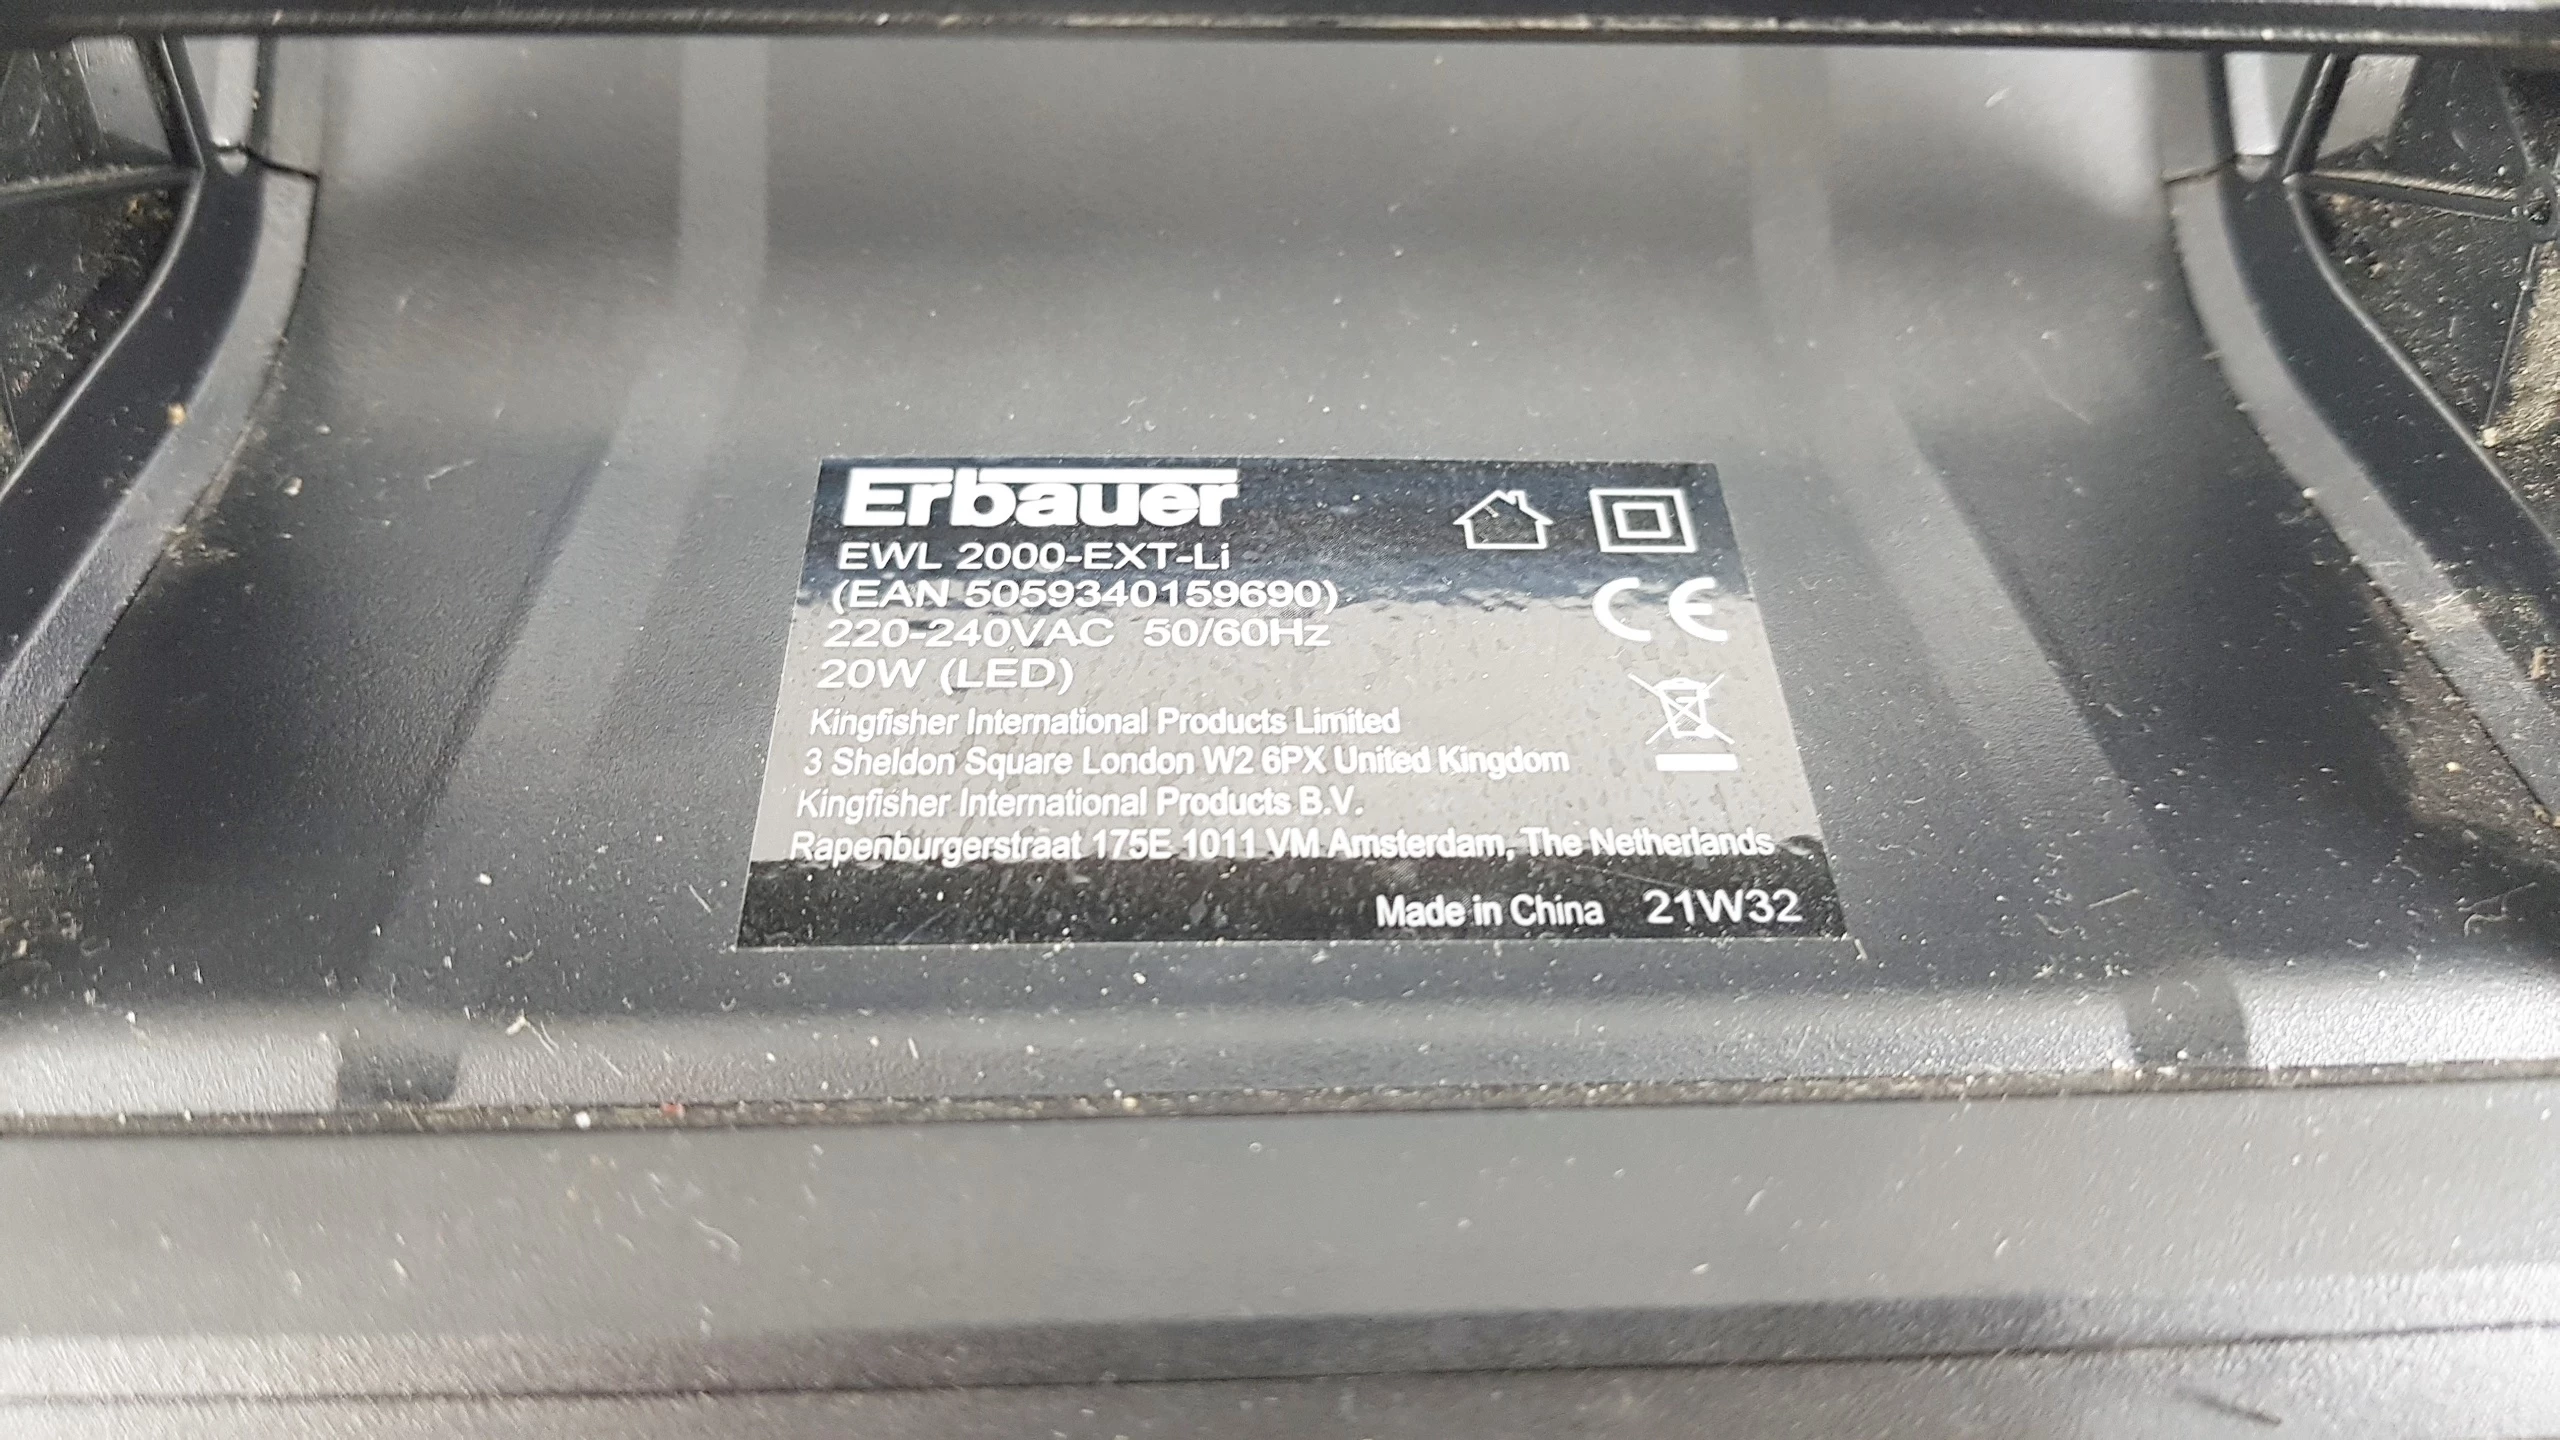 Erbauer
EWL 2000-EXT-Li
(EAN 5059340159690)
220-240VAC 50/60Hz
20W (LED)
CE
Kingfisher International Products Limited
3 Sheldon Square London W2 6PX United Kingdom
Kingfisher International Products B.V.
Rapenburgerstraat 175E 1011 VM Amsterdam, The Netherlands
Made in China 21W32